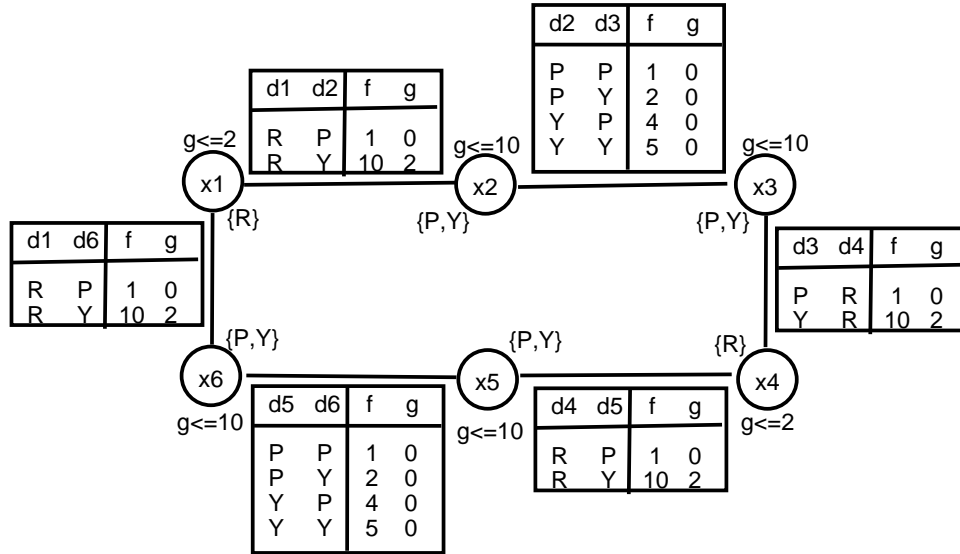 d2 d3 f g
P P 1 0
P Y 2 0
Y P 4 0
Y Y 5 0
d1 d2 f g
R P 1 0
R Y 10 2
g<=2
g<=10
g<=10
x1
x2
x3
{R}
{P,Y}
{P,Y}
d1 d6 f g
R P 1 0
R Y 10 2
d3 d4 f g
P R 1 0
Y R 10 2
{P,Y}
{P,Y}
{R}
x6
x5
x4
g<=10
g<=10
g<=2
d5 d6 f g
P P 1 0
P Y 2 0
Y P 4 0
Y Y 5 0
d4 d5 f g
R P 1 0
R Y 10 2